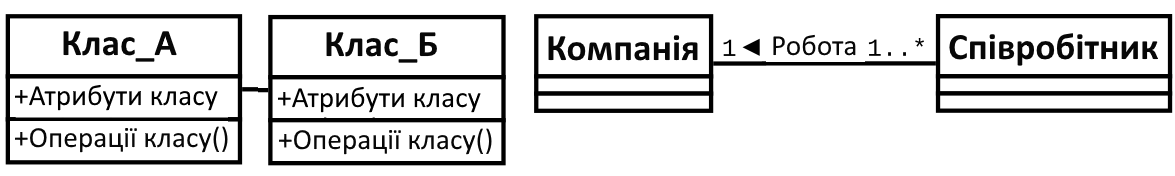 Клас_А
+Атрибути класу
+Операції класу()
Клас_Б
+Атрибути класу
+Операції класу()
Компанія
1 ◄ Робота 1..*
Співробітник